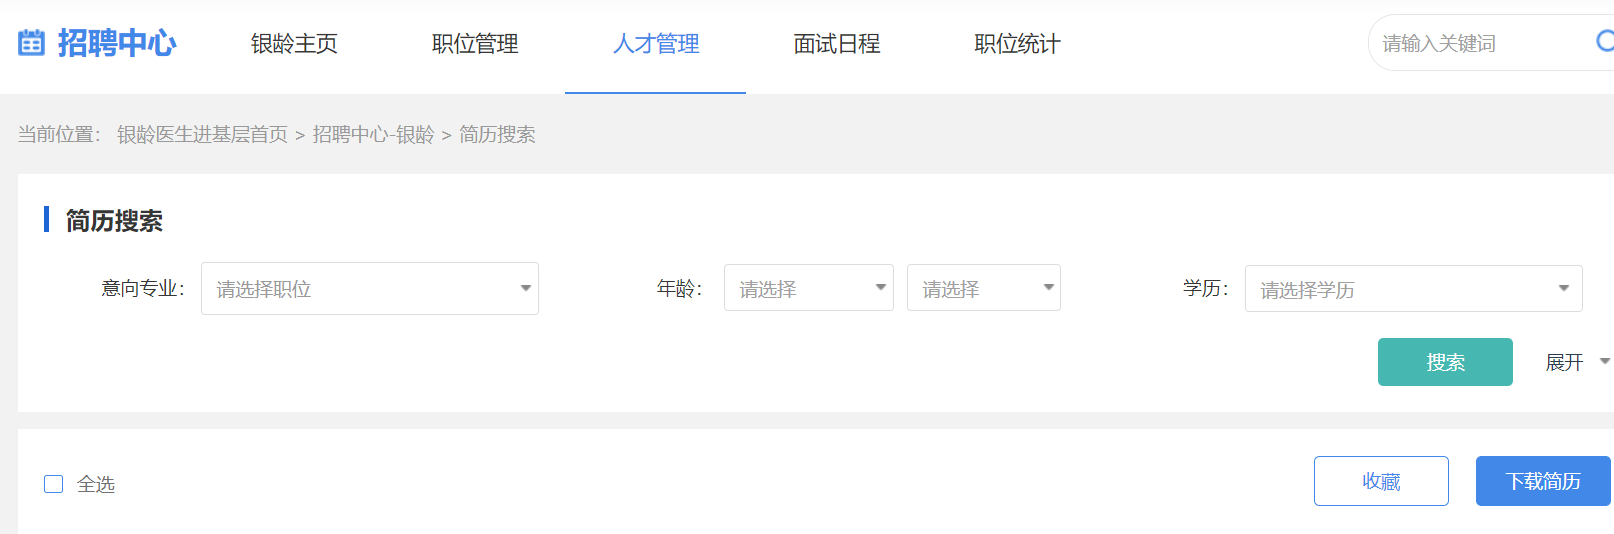 招聘中心 银龄主页 职位管理 人才管理 面试日程 职位统计 请输入关键词
当前位置： 银龄医生进基层首页 > 招聘中心-银龄 > 简历搜索
简历搜索
意向专业： 请选择职位 年龄： 请选择 请选择 学历： 请选择学历
搜索 展开
全选 收藏 下载简历